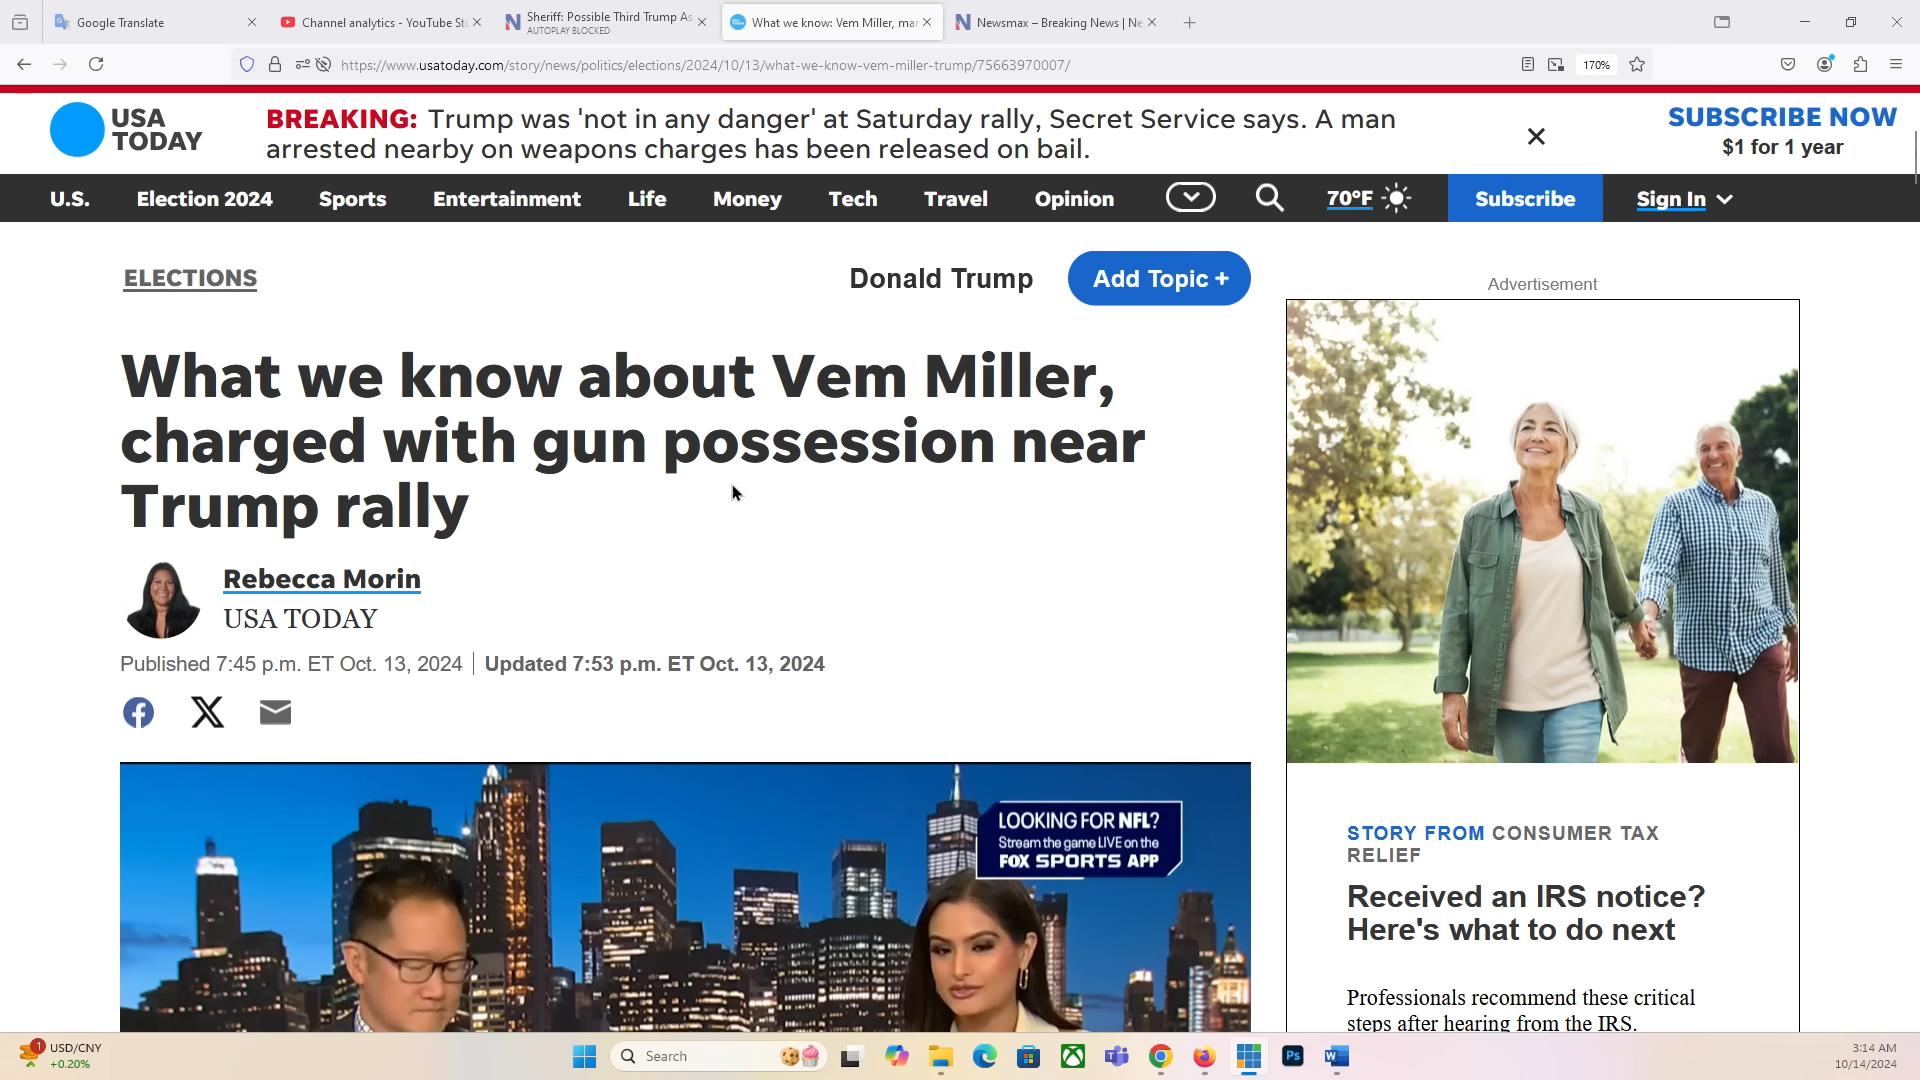 Google Translate
Channel analytics - YouTube St
Sheriff: Possible Third Trump As
AUTOPLAY BLOCKED
What we know: Vem Miller, mar
Newsmax – Breaking News | Ne
https://www.usatoday.com/story/news/politics/elections/2024/10/13/what-we-know-vem-miller-trump/75663970007/
170%
USA
TODAY
BREAKING: Trump was 'not in any danger' at Saturday rally, Secret Service says. A man
arrested nearby on weapons charges has been released on bail.
SUBSCRIBE NOW
$1 for 1 year
U.S. Election 2024 Sports Entertainment Life Money Tech Travel Opinion 70°F Subscribe Sign In
ELECTIONS
Donald Trump
Add Topic +
Advertisement
What we know about Vem Miller,
charged with gun possession near
Trump rally
Rebecca Morin
USA TODAY
Published 7:45 p.m. ET Oct. 13, 2024 | Updated 7:53 p.m. ET Oct. 13, 2024
LOOKING FOR NFL?
Stream the game LIVE on the
FOX SPORTS APP
STORY FROM CONSUMER TAX
RELIEF
Received an IRS notice?
Here's what to do next
Professionals recommend these critical
steps after hearing from the IRS.
1
USD/CNY
+0.20%
Search
Ps
W
3:14 AM
10/14/2024